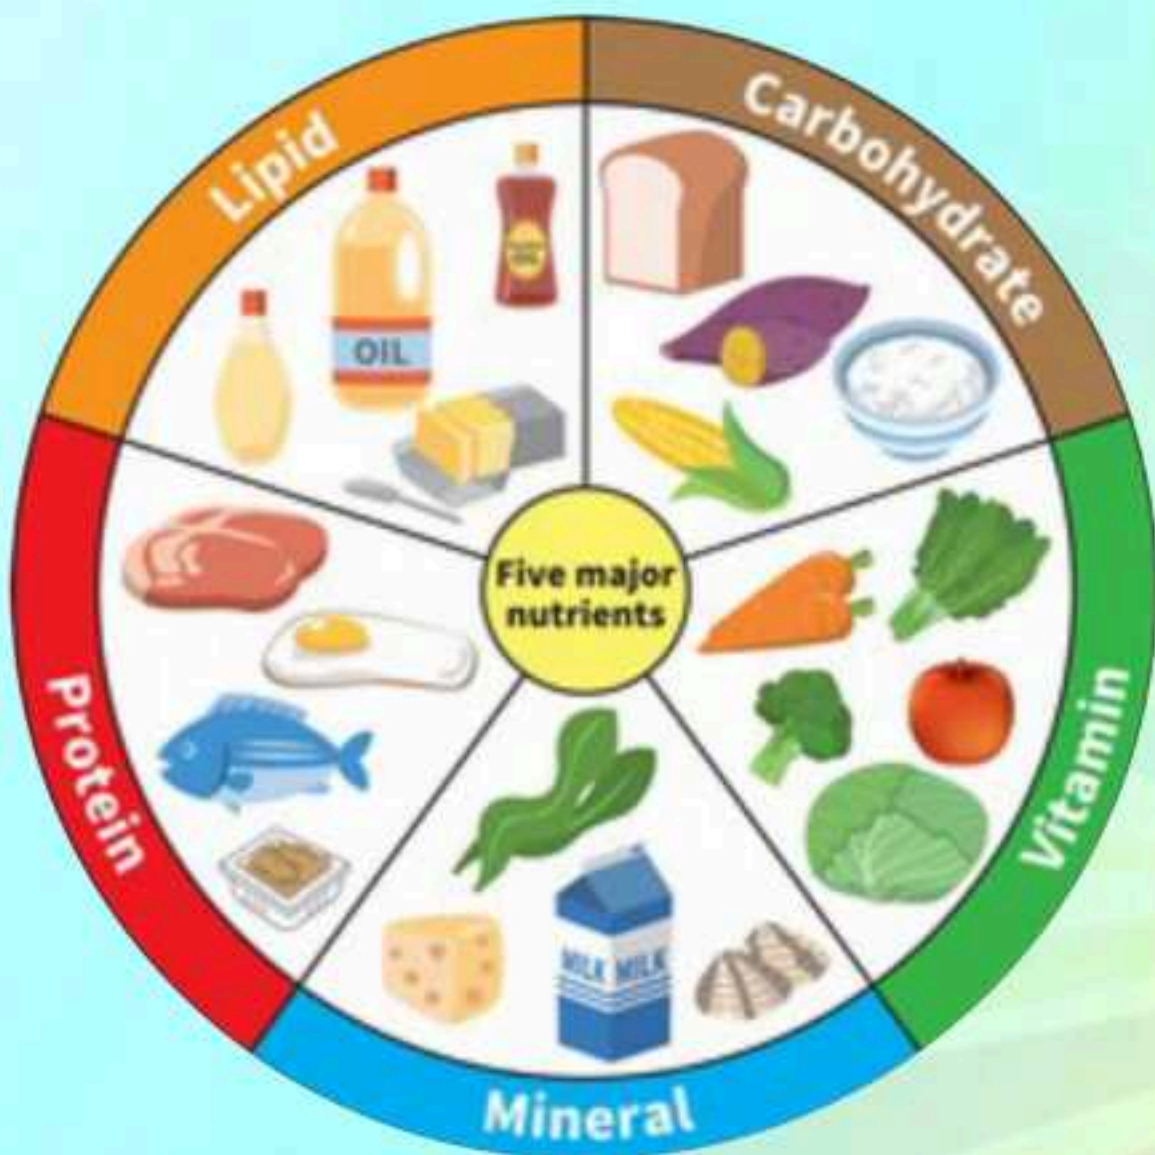 Lipid
Carbohydrate
OIL
Five major
nutrients
Protein
Vitamin
MILK MILK
Mineral